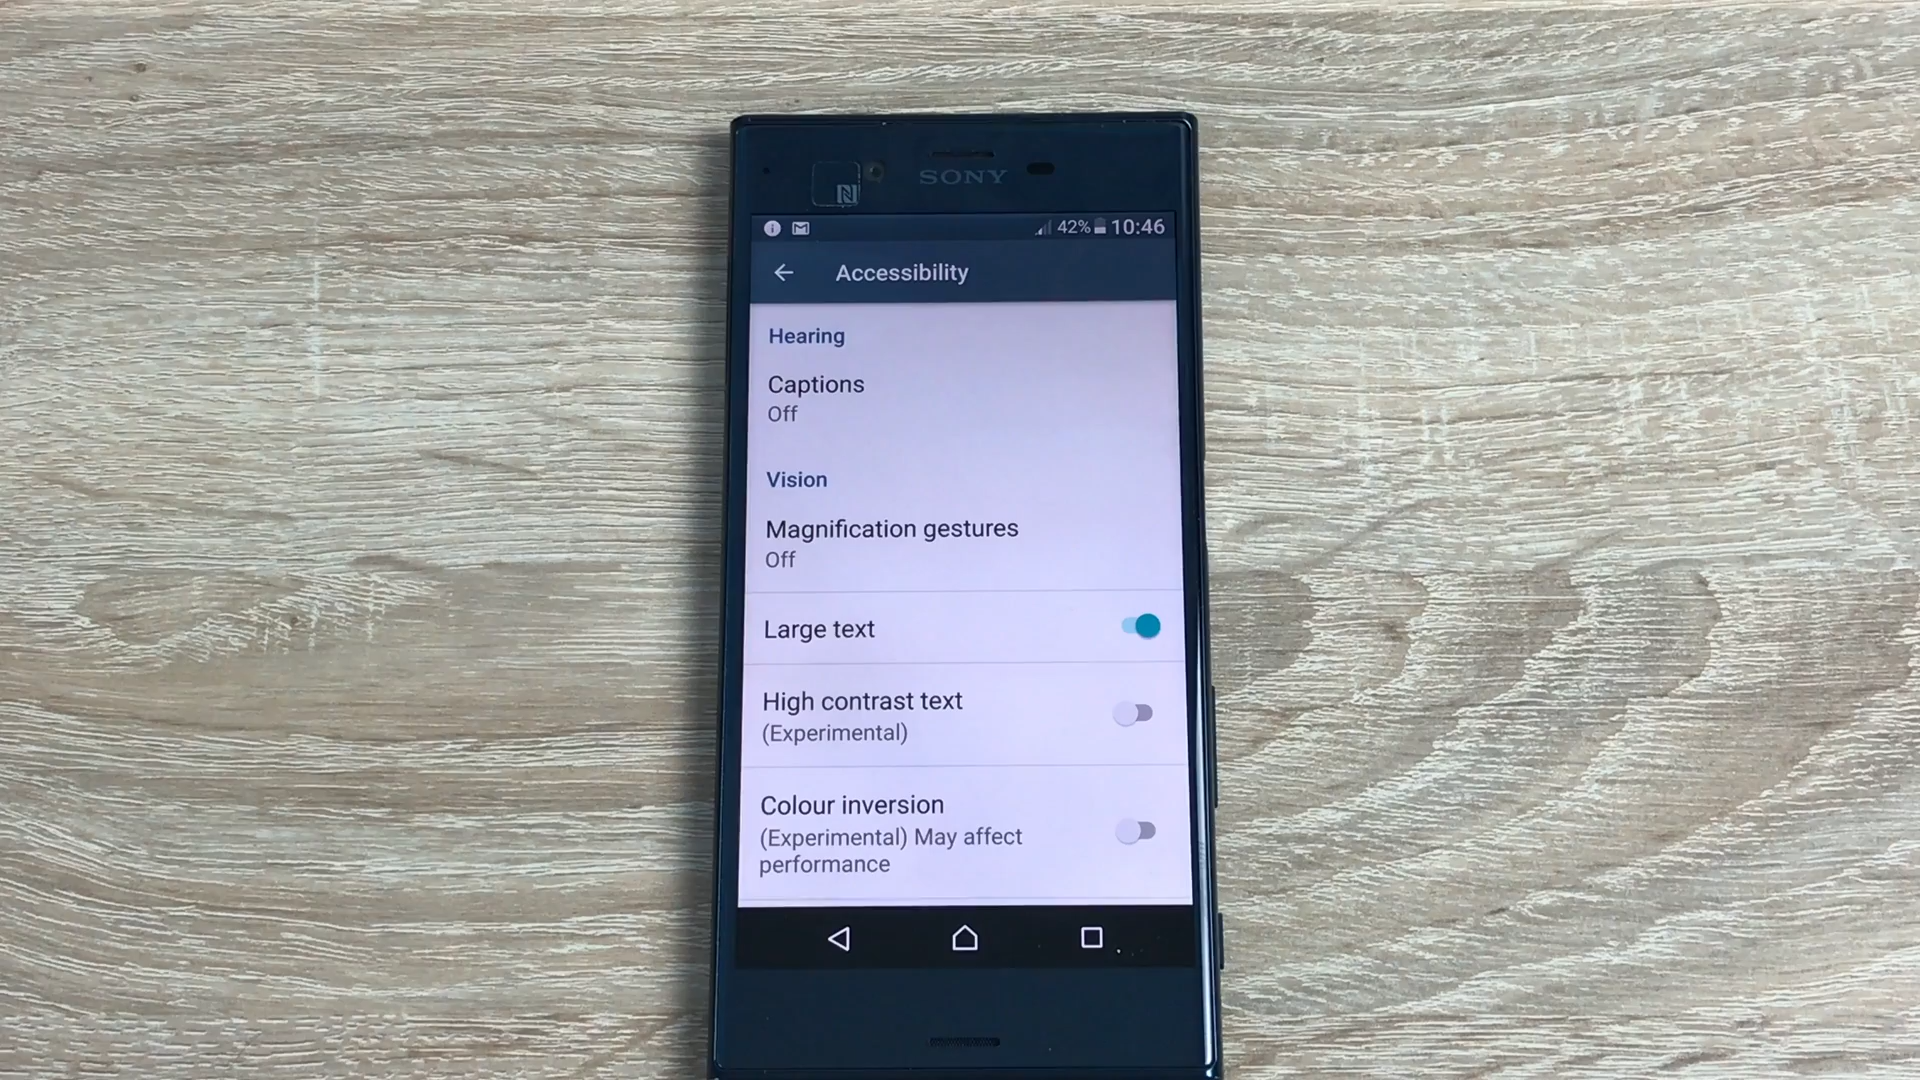 SONY
42% 10:46
Accessibility
Hearing
Captions
Off
Vision
Magnification gestures
Off
Large text
High contrast text
(Experimental)
Colour inversion
(Experimental) May affect
performance